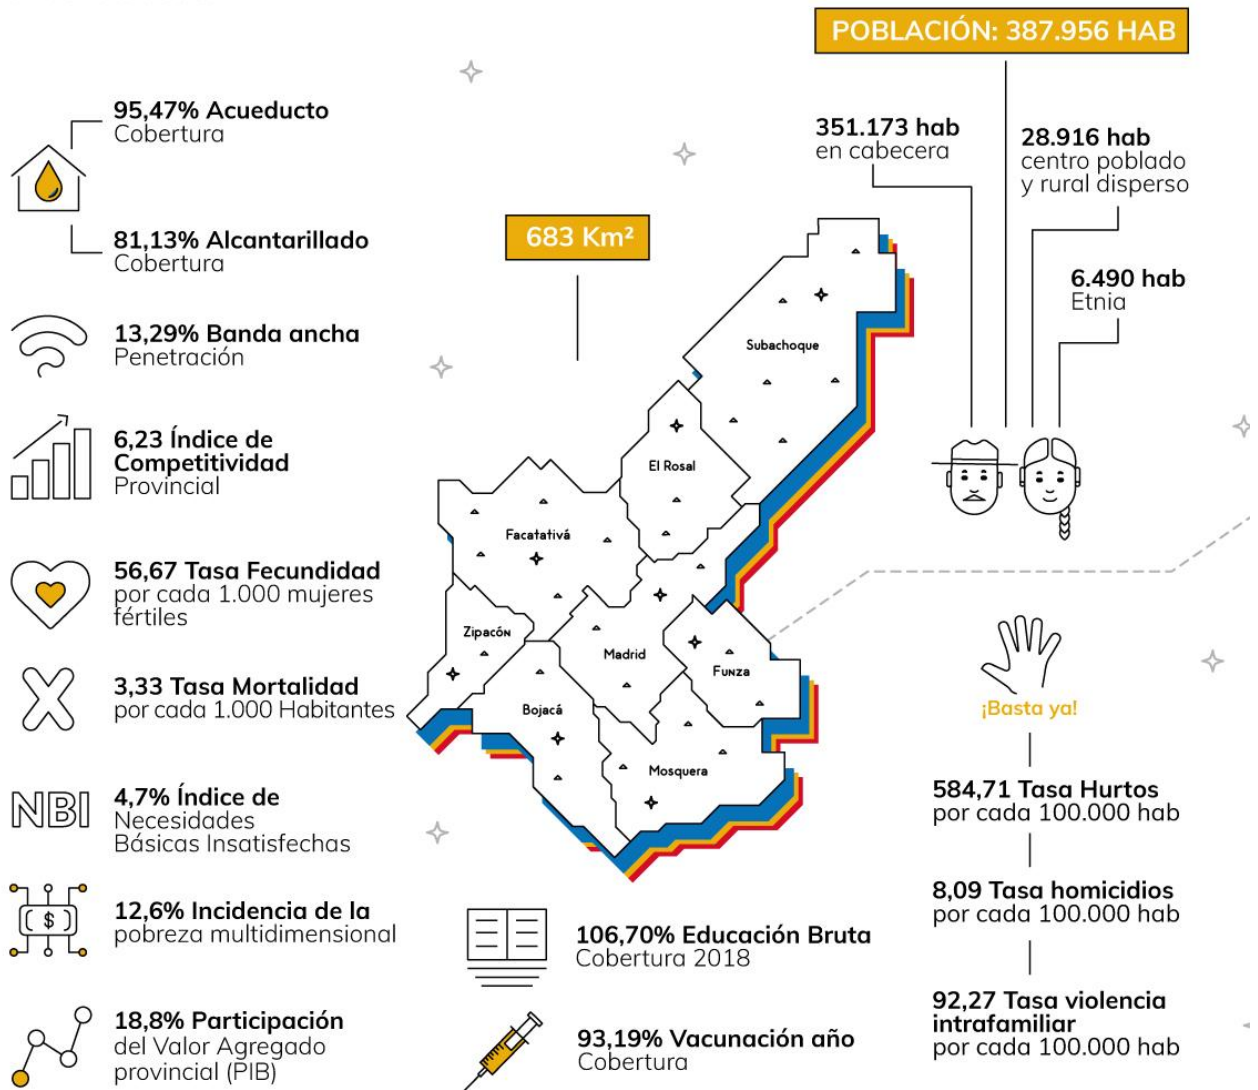 POBLACIÓN: 387.956 HAB
95,47% Acueducto
Cobertura
81,13% Alcantarillado
Cobertura
13,29% Banda ancha
Penetración
6,23 Índice de
Competitividad
Provincial
56,67 Tasa Fecundidad
por cada 1.000 mujeres
fértiles
3,33 Tasa Mortalidad
por cada 1.000 Habitantes
NBI
4,7% Índice de
Necesidades
Básicas Insatisfechas
$
12,6% Incidencia de la
pobreza multidimensional
18,8% Participación
del Valor Agregado
provincial (PIB)
683 Km²
Subachoque
El Rosal
Facatativá
Zipacón
Madrid
Funza
Bojacá
Mosquera
106,70% Educación Bruta
Cobertura 2018
93,19% Vacunación año
Cobertura
351.173 hab
en cabecera
28.916 hab
centro poblado
y rural disperso
6.490 hab
Etnia
¡Basta ya!
584,71 Tasa Hurtos
por cada 100.000 hab
8,09 Tasa homicidios
por cada 100.000 hab
92,27 Tasa violencia
intrafamiliar
por cada 100.000 hab